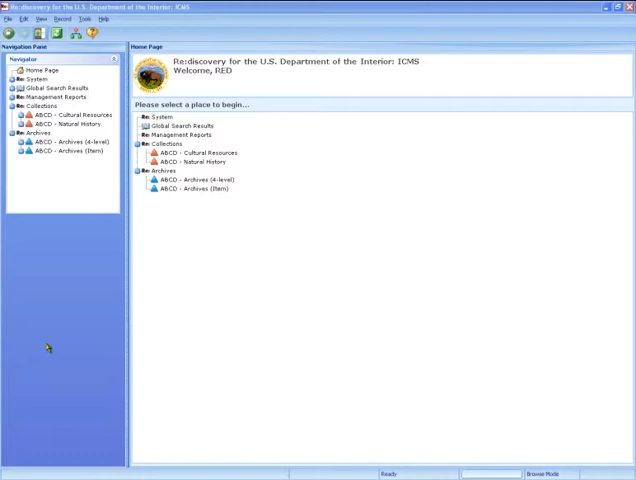 Re:discovery for the U.S. Department of the Interior: ICMS
File Edit View Record Tools Help
Navigation Pane
Navigator
Home Page
Re: System
Global Search Results
Re: Management Reports
Re: Collections
ABCD - Cultural Resources
ABCD - Natural History
Re: Archives
ABCD - Archives (4-level)
ABCD - Archives (Item)
Home Page
Re:discovery for the U.S. Department of the Interior: ICMS
Welcome, RED
Please select a place to begin...
Re: System
Global Search Results
Re: Management Reports
Re: Collections
ABCD - Cultural Resources
ABCD - Natural History
Re: Archives
ABCD - Archives (4-level)
ABCD - Archives (Item)
Ready
Browse Mode